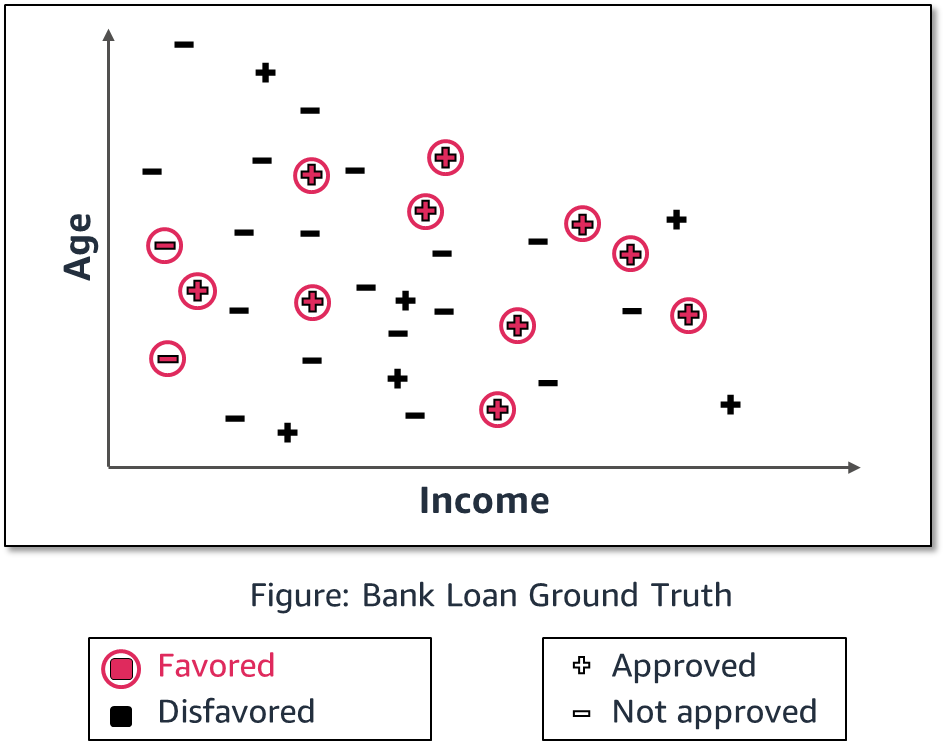 Age
Income
Figure: Bank Loan Ground Truth
Favored
Disfavored
Approved
Not approved